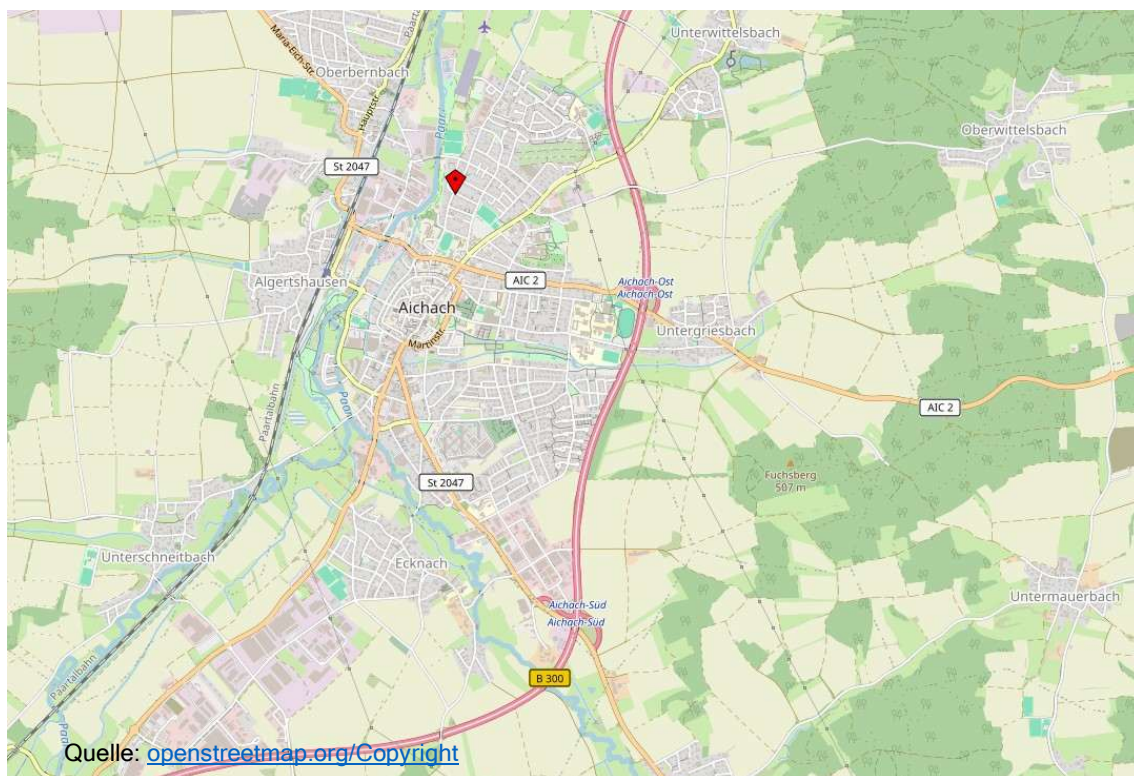 Paart
Unterwittelsbach
Maria-Eich-Str.
Oberbernbach
Hauptstr.
Paar
Oberwittelsbach
St 2047
Algertshausen
AIC 2
Aichach-Ost
Aichach-Ost
Aichach
Untergriesbach
Martinstr.
Paartalbahn
Paar
AIC 2
Fuchsberg
507 m
St 2047
Unterschneitbach
Ecknach
Untermauerbach
Aichach-Süd
Aichach-Süd
B 300
Paartalbahn
Paar
Quelle: openstreetmap.org/Copyright